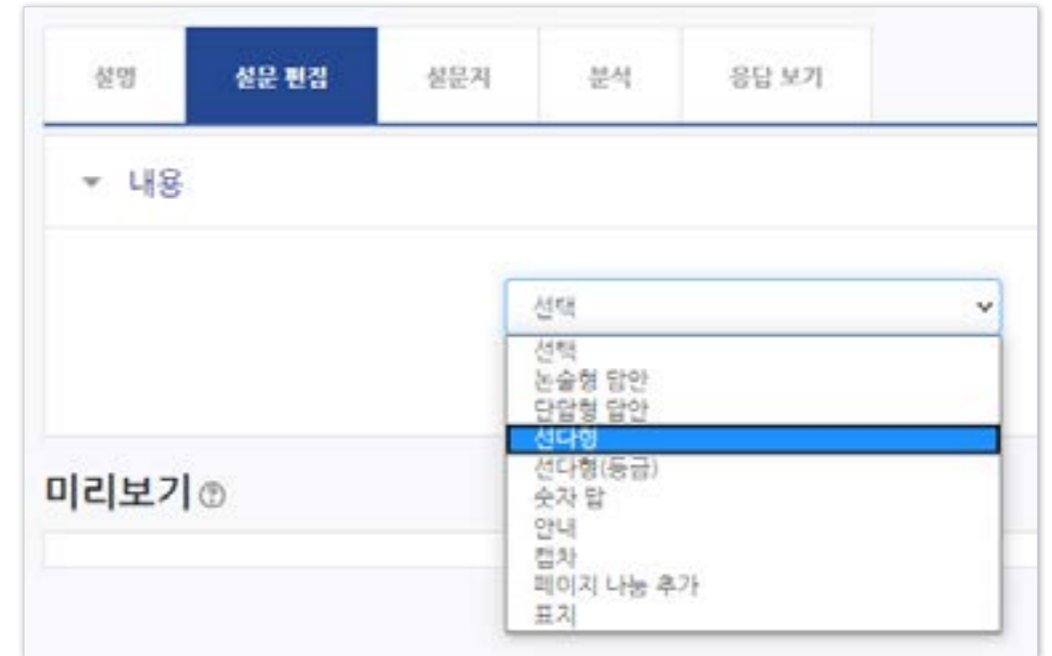 설명 설문 편집 설문지 분석 응답 보기
내용
선택
선택
논술형 답안
단답형 답안
선다형
선다형(등급)
숫자 답
안내
캡차
페이지 나눔 추가
표지
미리보기